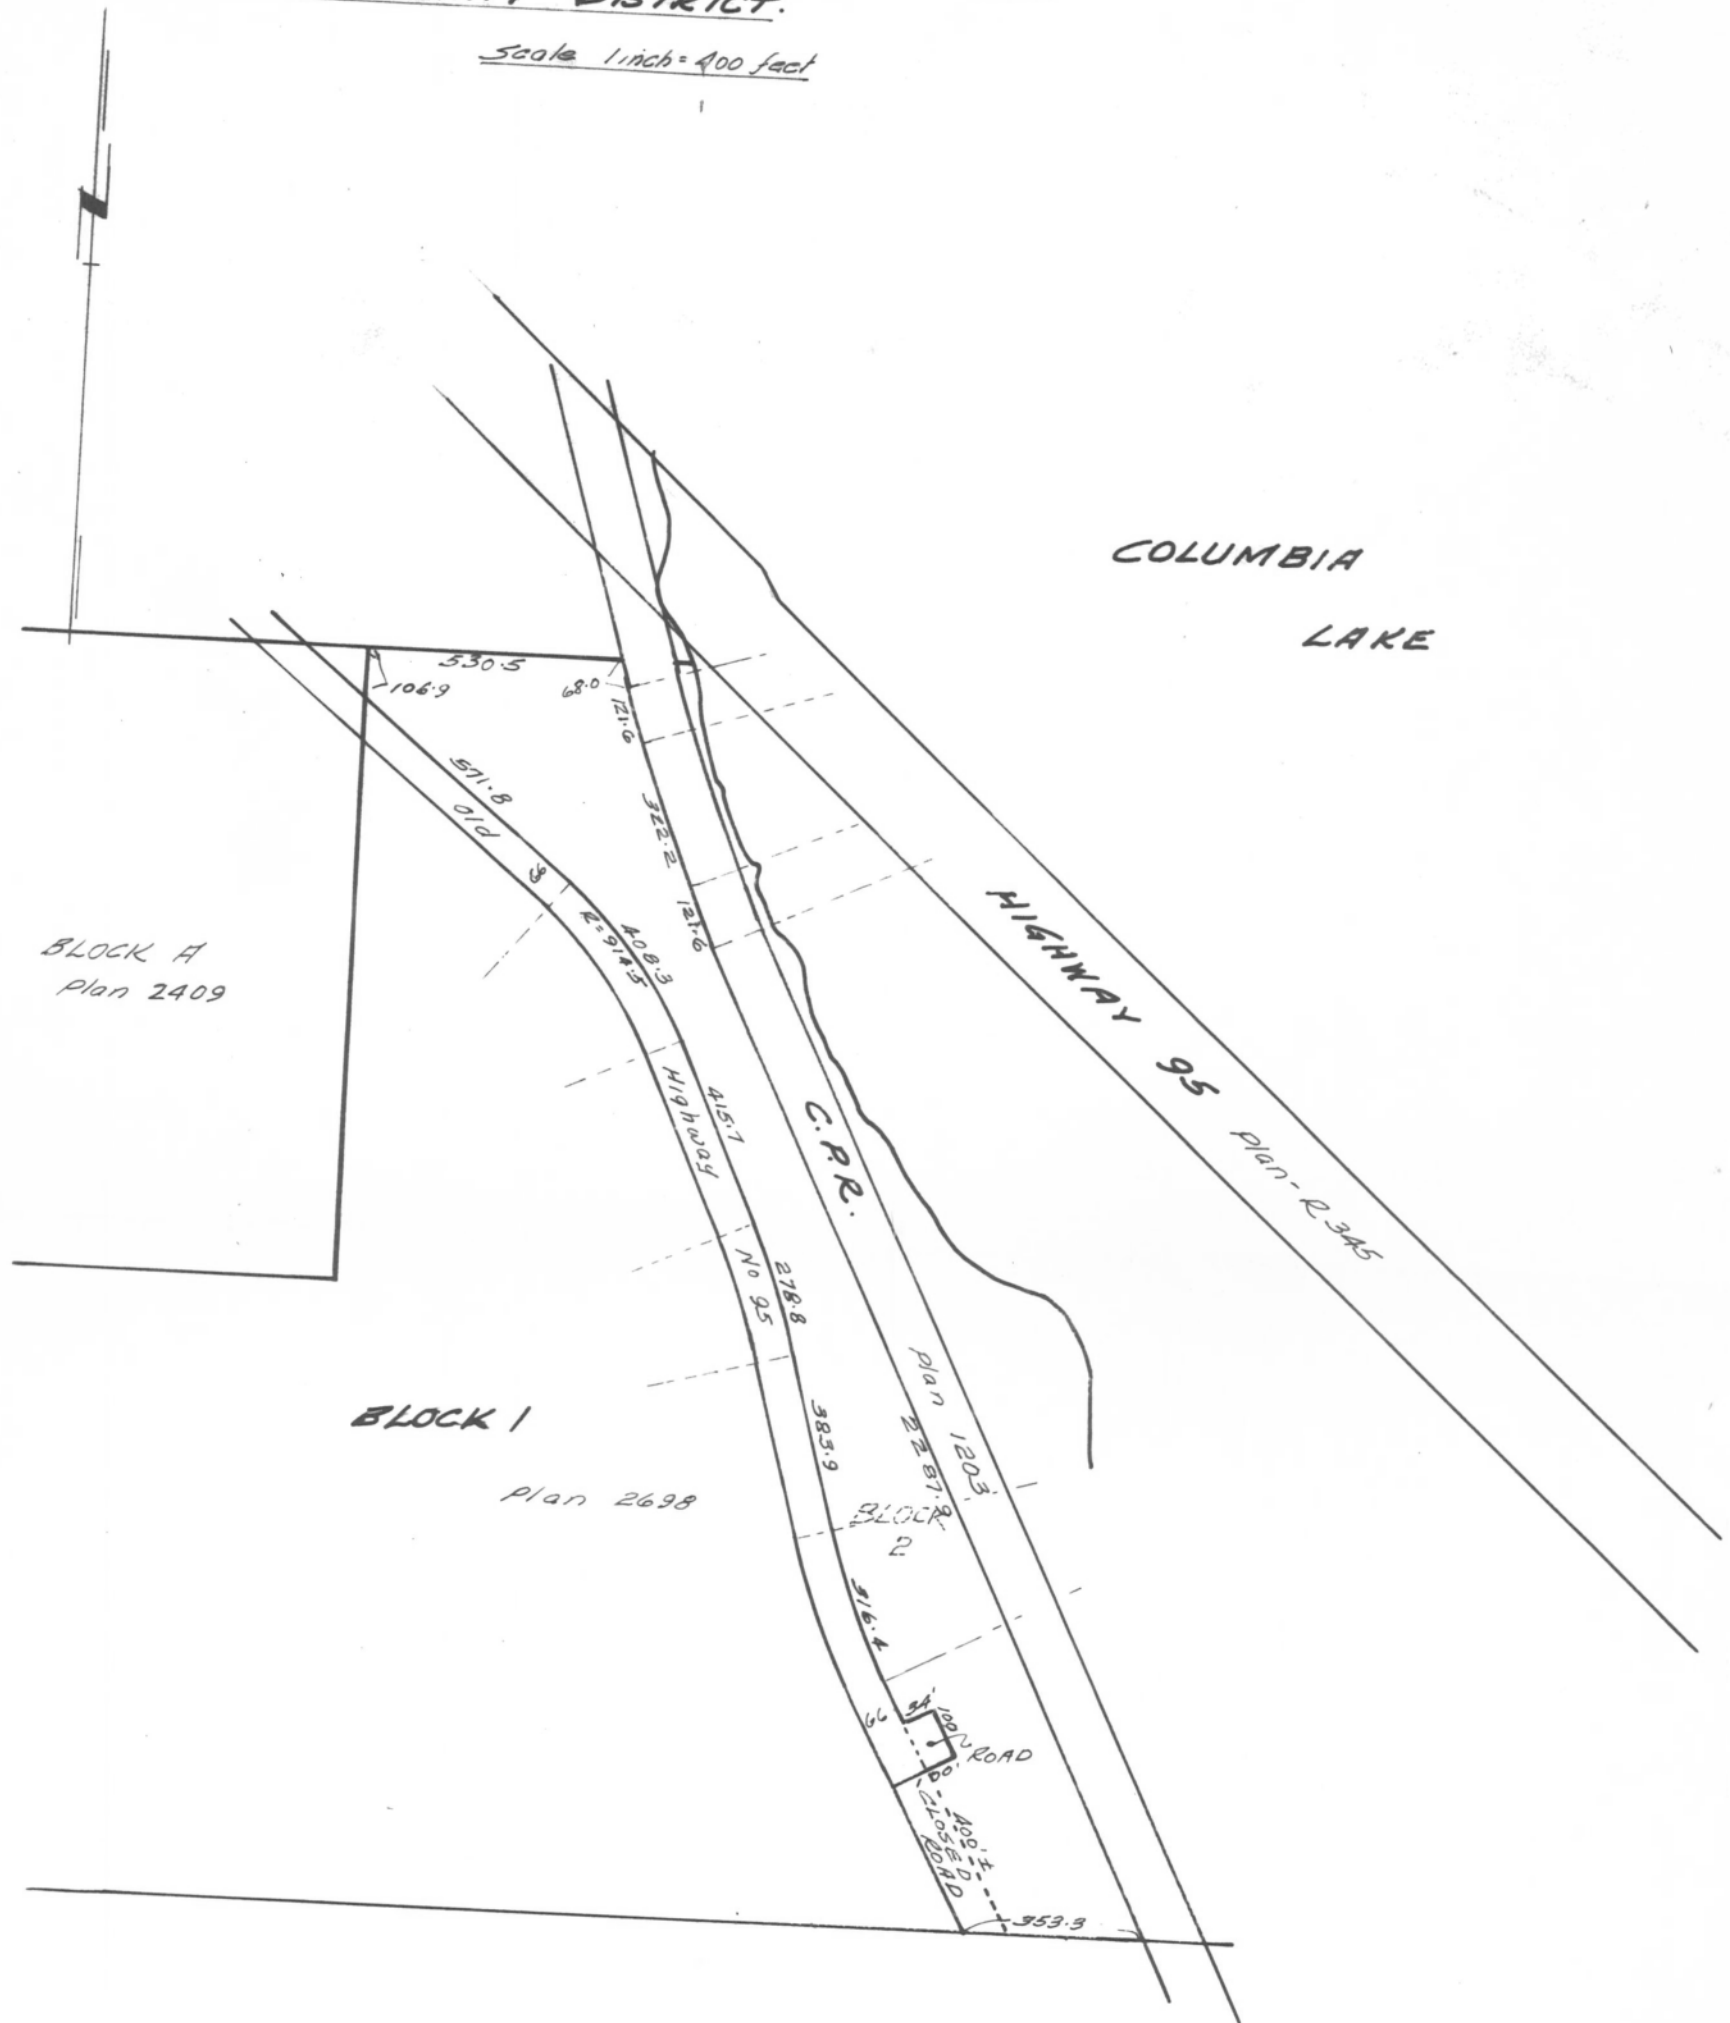 DISTRICT.
Scale 1 inch = 400 feet
COLUMBIA
LAKE
530.5
106.9
68.0
121.6
571.8
Old
66
322.2
121.6
408.3
R=914.5
BLOCK A
Plan 2409
HIGHWAY 95 Plan-R.345
Highway
415.7
C.P.R.
No 95
278.8
BLOCK 1
Plan 2698
383.9
Plan 1203
2287.9
BLOCK
2
316.4
66
34'
100'
ROAD
100'
400'±
CLOSED
ROAD
353.3